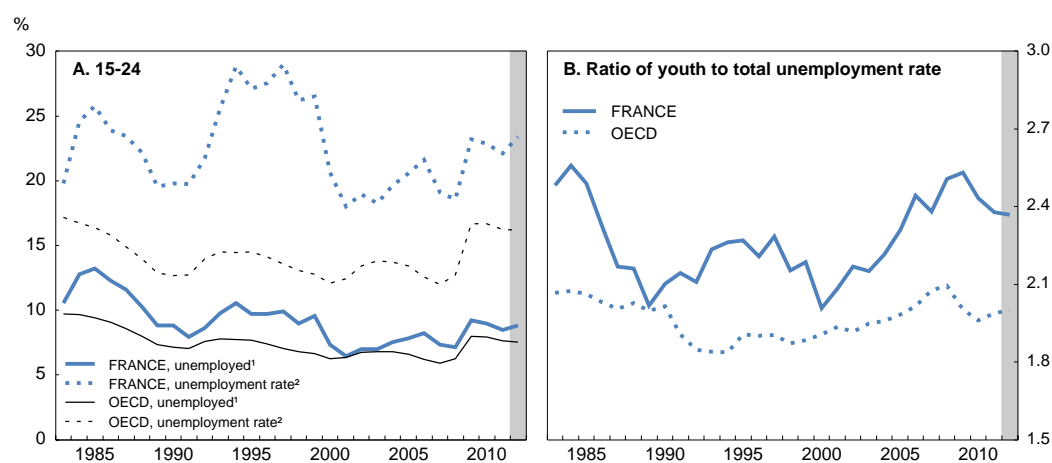 %
30
25
20
15
10
5
0
A. 15-24
FRANCE, unemployed¹
FRANCE, unemployment rate²
OECD, unemployed¹
OECD, unemployment rate²
1985 1990 1995 2000 2005 2010
B. Ratio of youth to total unemployment rate
FRANCE
OECD
3.0
2.7
2.4
2.1
1.8
1.5
1985 1990 1995 2000 2005 2010